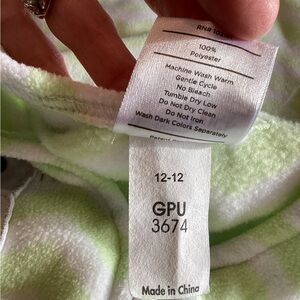 100%
Polyester
Machine Wash Warm
Gentle Cycle
No Bleach
Tumble Dry Low
Do Not Dry Clean
Do Not Iron
Wash Dark Colors Separately
12-12
GPU
3674
Made in China